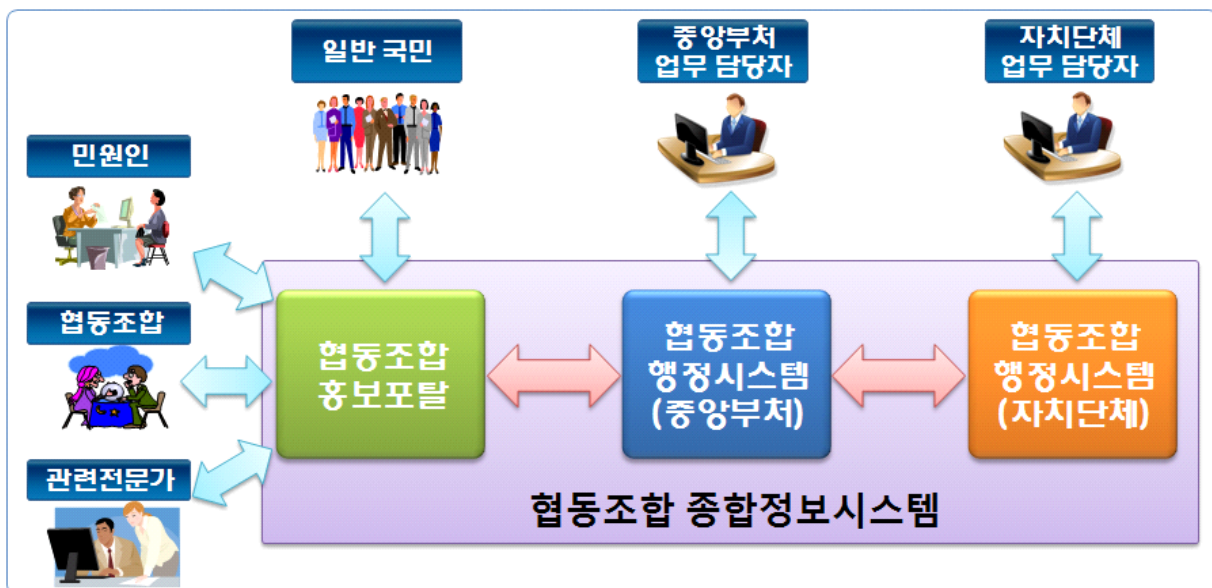 일반 국민
중앙부처
업무 담당자
자치단체
업무 담당자
민원인
협동조합
관련전문가
협동조합
홍보포탈
협동조합
행정시스템
(중앙부처)
협동조합
행정시스템
(자치단체)
협동조합 종합정보시스템